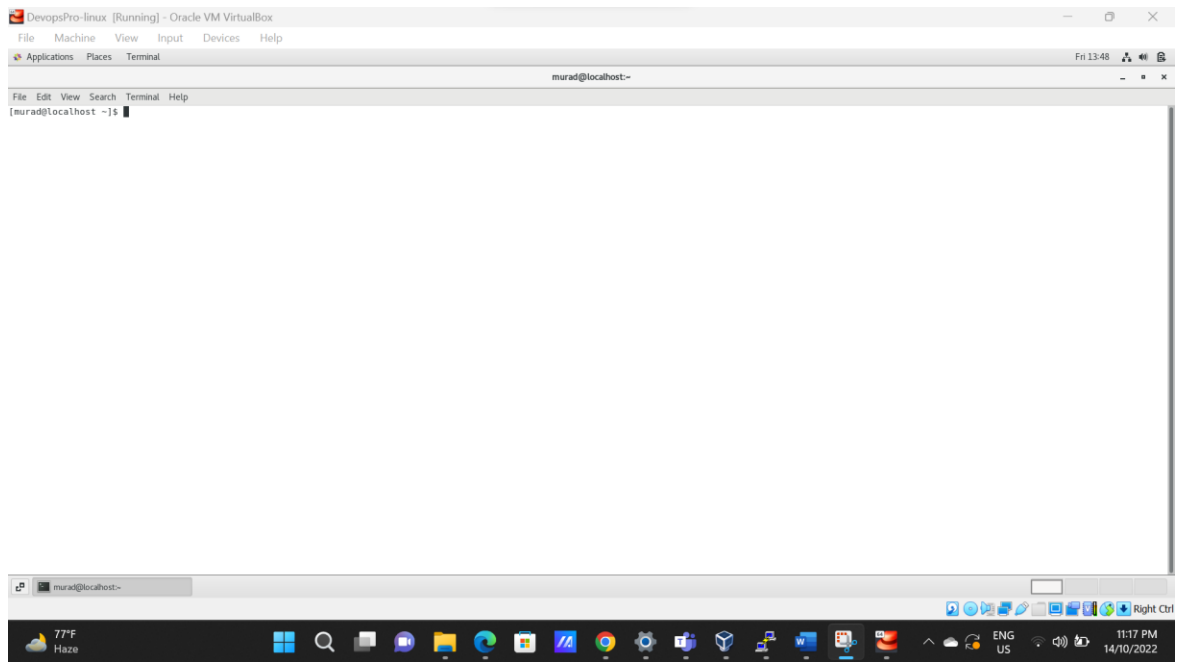 DevopsPro-linux [Running] - Oracle VM VirtualBox
File Machine View Input Devices Help
Applications Places Terminal Fri 13:48
murad@localhost:~
File Edit View Search Terminal Help
[murad@localhost ~]$
murad@localhost:~
Right Ctrl
77°F
Haze
ENG
US
11:17 PM
14/10/2022